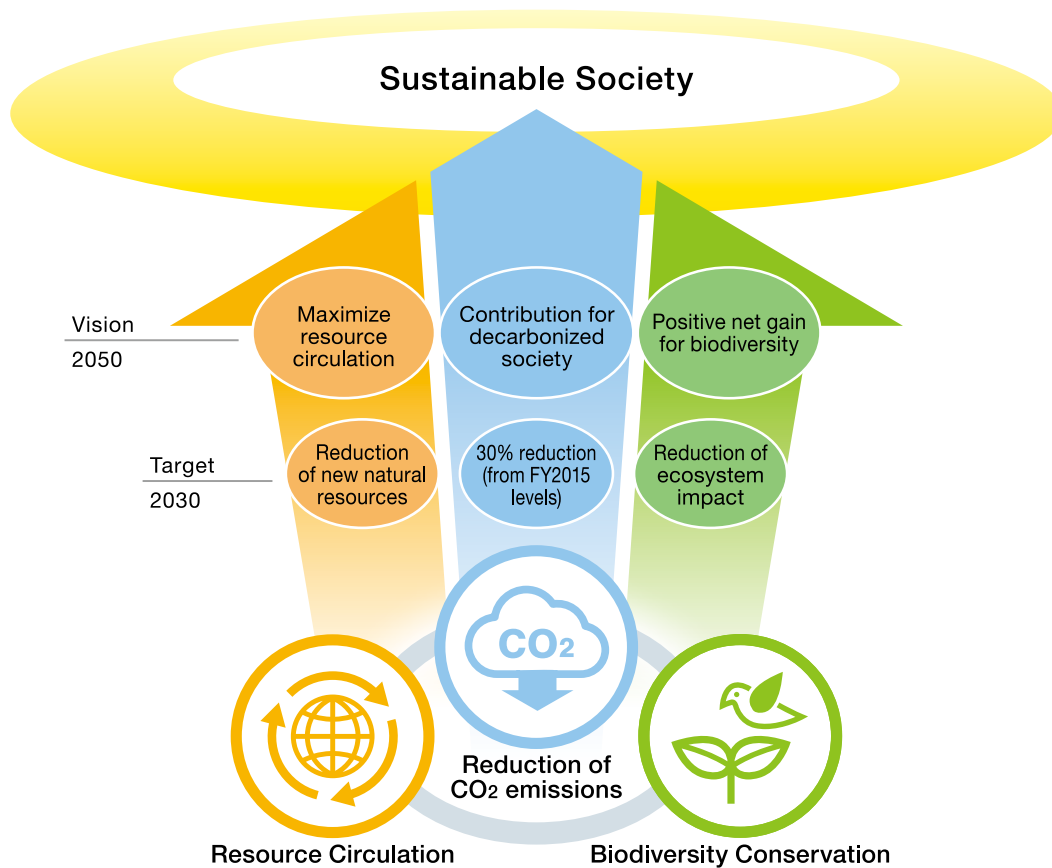 Sustainable Society
Vision
2050
Maximize
resource
circulation
Contribution for
decarbonized
society
Positive net gain
for biodiversity
Target
2030
Reduction
of new natural
resources
30% reduction
(from FY2015
levels)
Reduction of
ecosystem
impact
CO2
Reduction of
CO2 emissions
Resource Circulation
Biodiversity Conservation